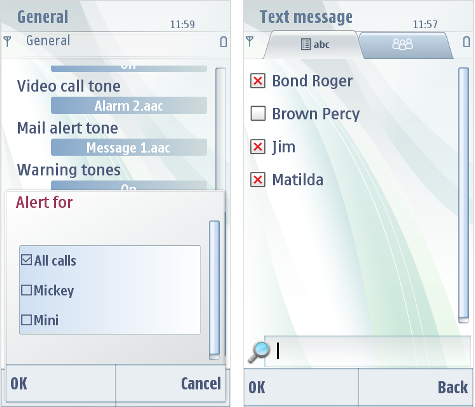 General
11:59
General
On
Video call tone
Alarm 2.aac
Mail alert tone
Message 1.aac
Warning tones
On
Alert for
All calls
Mickey
Mini
OK
Cancel
Text message
11:57
abc
Bond Roger
Brown Percy
Jim
Matilda
OK
Back